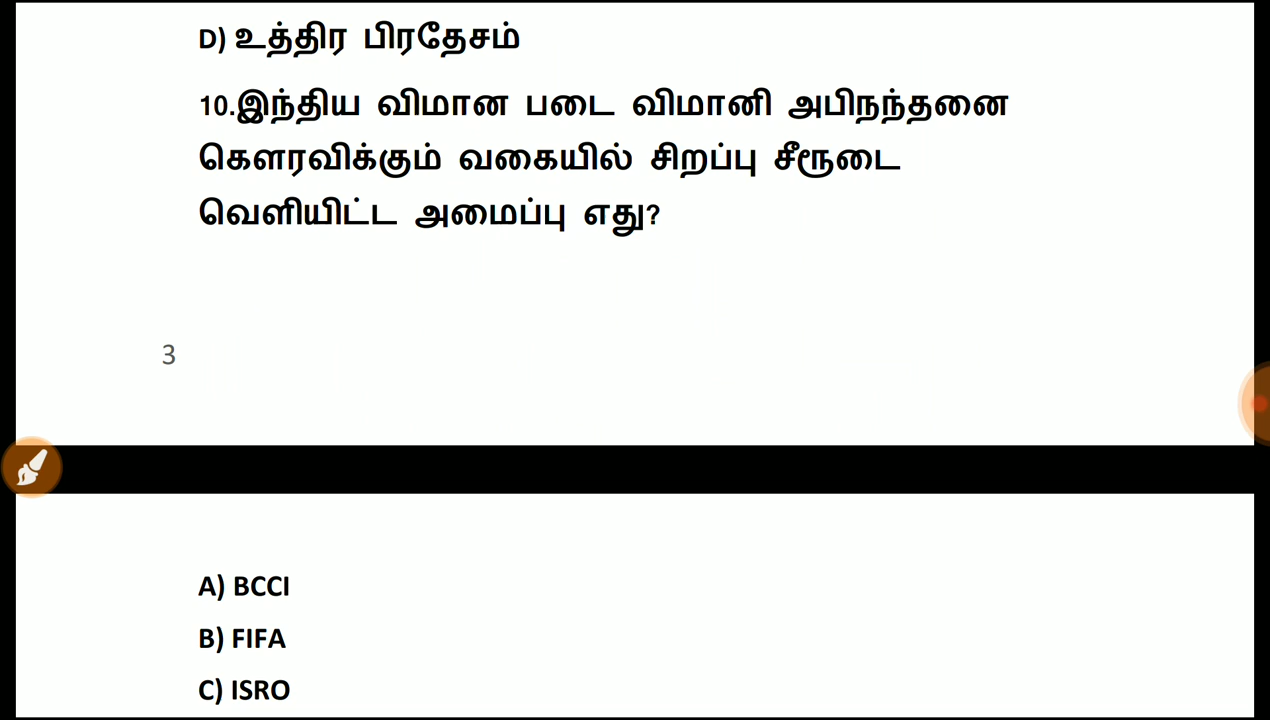 D) உத்திர பிரதேசம்
10.இந்திய விமான படை விமானி அபிநந்தனை
கௌரவிக்கும் வகையில் சிறப்பு சீரூடை
வெளியிட்ட அமைப்பு எது?
3
A) BCCI
B) FIFA
C) ISRO